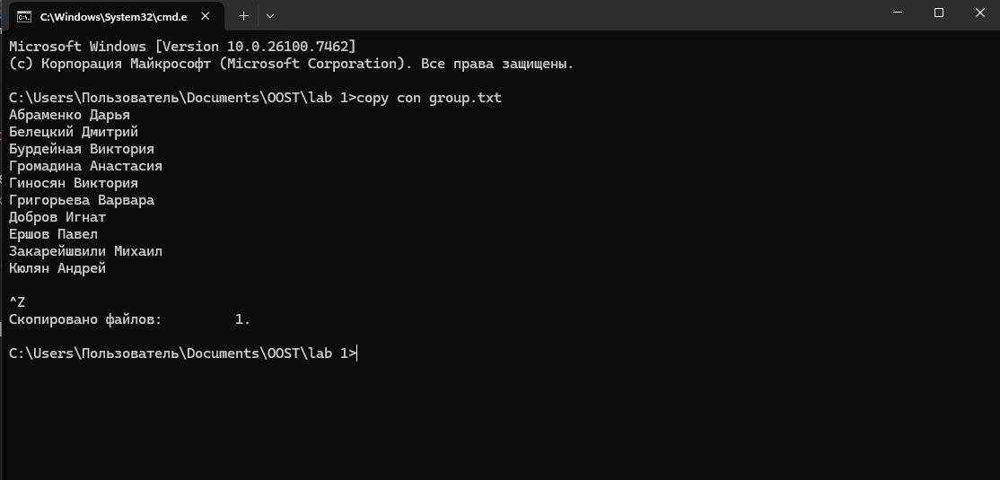 C:\Windows\System32\cmd.e
Microsoft Windows [Version 10.0.26100.7462]
(c) Корпорация Майкрософт (Microsoft Corporation). Все права защищены.
C:\Users\Пользователь\Documents\OOST\lab 1>copy con group.txt
Абраменко Дарья
Белецкий Дмитрий
Бурдейная Виктория
Громадина Анастасия
Гиносян Виктория
Григорьева Варвара
Добров Игнат
Ершов Павел
Закарейшвили Михаил
Кюлян Андрей
^Z
Скопировано файлов:         1.
C:\Users\Пользователь\Documents\OOST\lab 1>